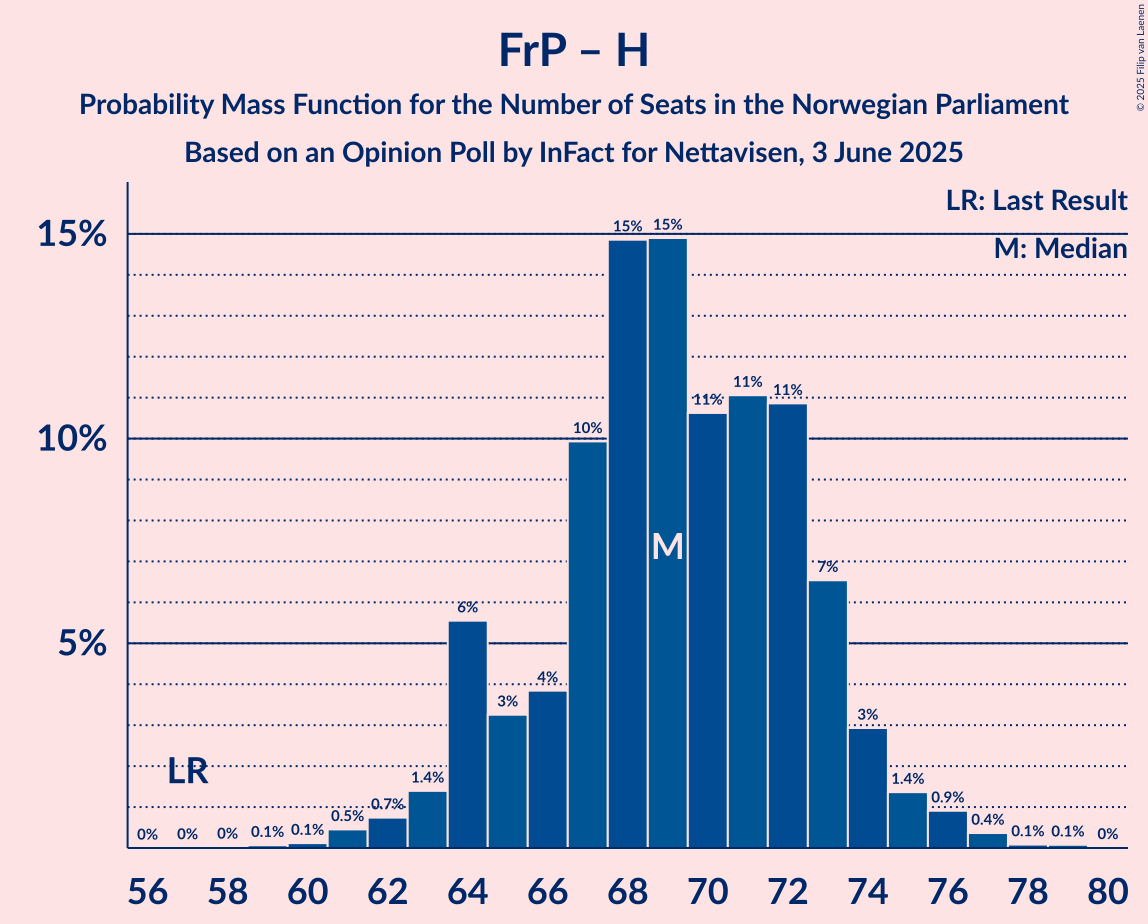 FrP – H
Probability Mass Function for the Number of Seats in the Norwegian Parliament
Based on an Opinion Poll by InFact for Nettavisen, 3 June 2025
© 2025 Filip van Laenen
LR: Last Result
M: Median
15%
10%
5%
15% 15%
11% 11% 11%
10%
M
7%
6%
4%
3% 3%
LR
1.4% 1.4%
0.7% 0.9%
0.5% 0.4%
0% 0% 0% 0.1% 0.1% 0.1% 0.1% 0%
56 58 60 62 64 66 68 70 72 74 76 78 80